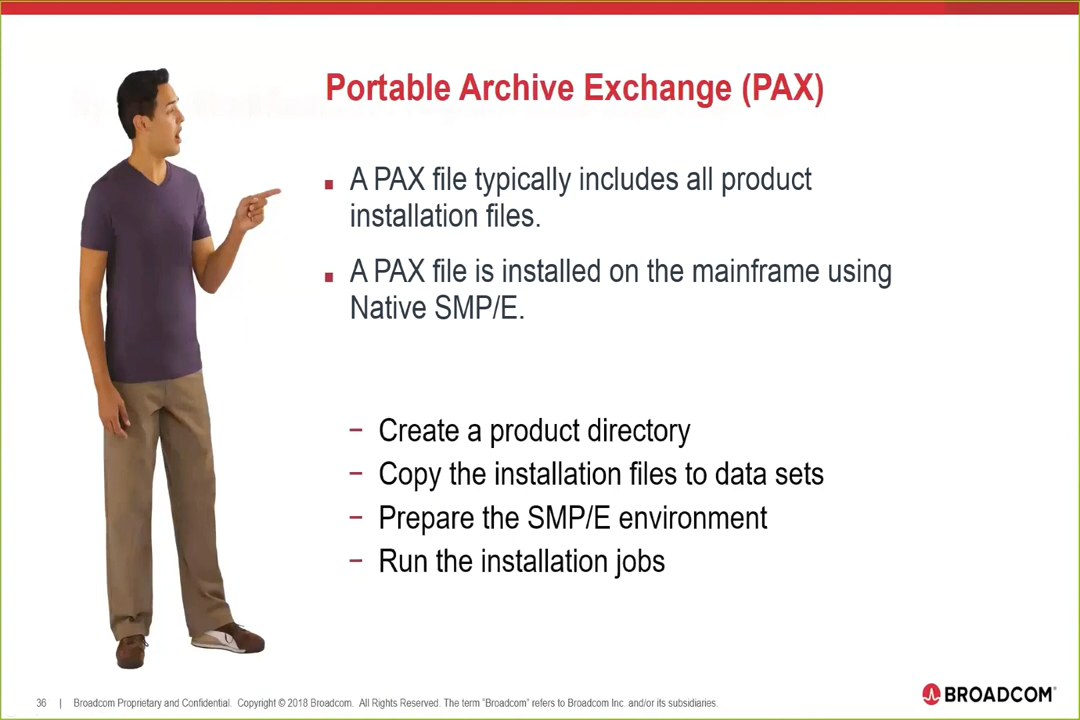 Portable Archive Exchange (PAX)
■ A PAX file typically includes all product
installation files.
■ A PAX file is installed on the mainframe using
Native SMP/E.
− Create a product directory
− Copy the installation files to data sets
− Prepare the SMP/E environment
− Run the installation jobs
36 | Broadcom Proprietary and Confidential. Copyright © 2018 Broadcom. All Rights Reserved. The term “Broadcom” refers to Broadcom Inc. and/or its subsidiaries.
BROADCOM®